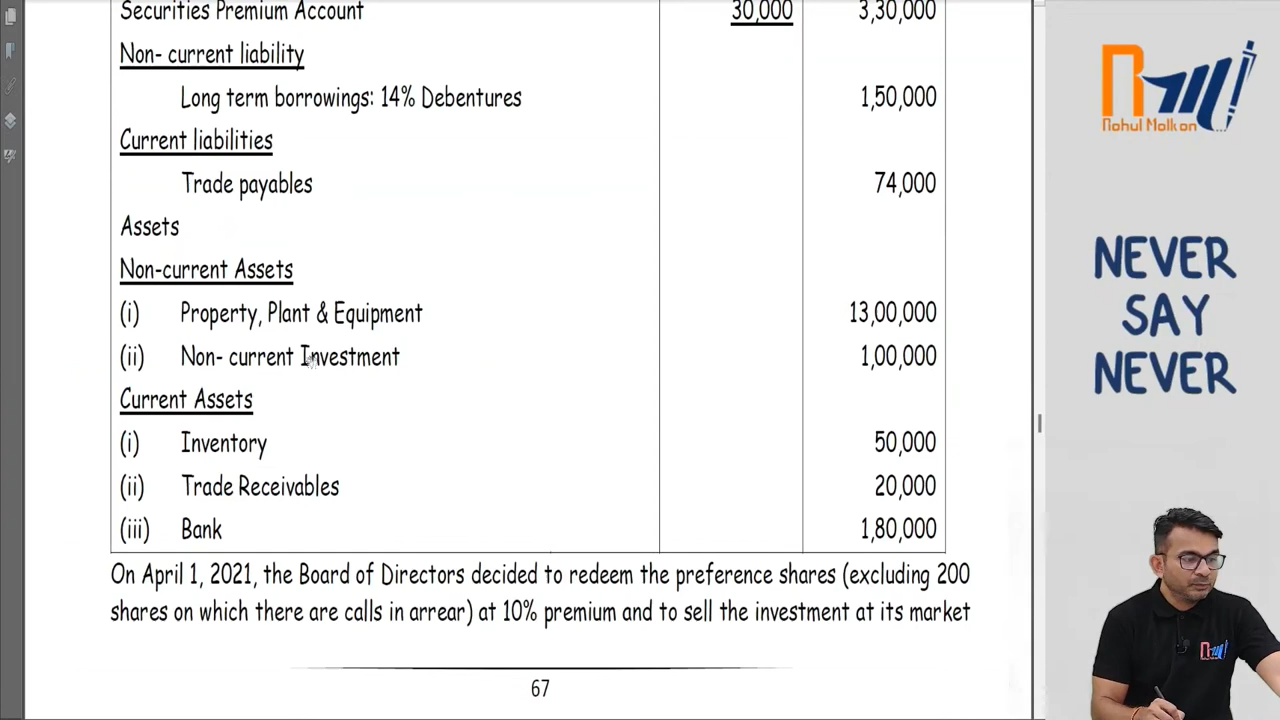 Securities Premium Account 30,000 3,30,000
Non- current liability
Long term borrowings: 14% Debentures 1,50,000
Current liabilities
Trade payables 74,000
Assets
Non-current Assets
(i) Property, Plant & Equipment 13,00,000
(ii) Non- current Investment 1,00,000
Current Assets
(i) Inventory 50,000
(ii) Trade Receivables 20,000
(iii) Bank 1,80,000
On April 1, 2021, the Board of Directors decided to redeem the preference shares (excluding 200
shares on which there are calls in arrear) at 10% premium and to sell the investment at its market
67
Rahul Malkan...
NEVER
SAY
NEVER